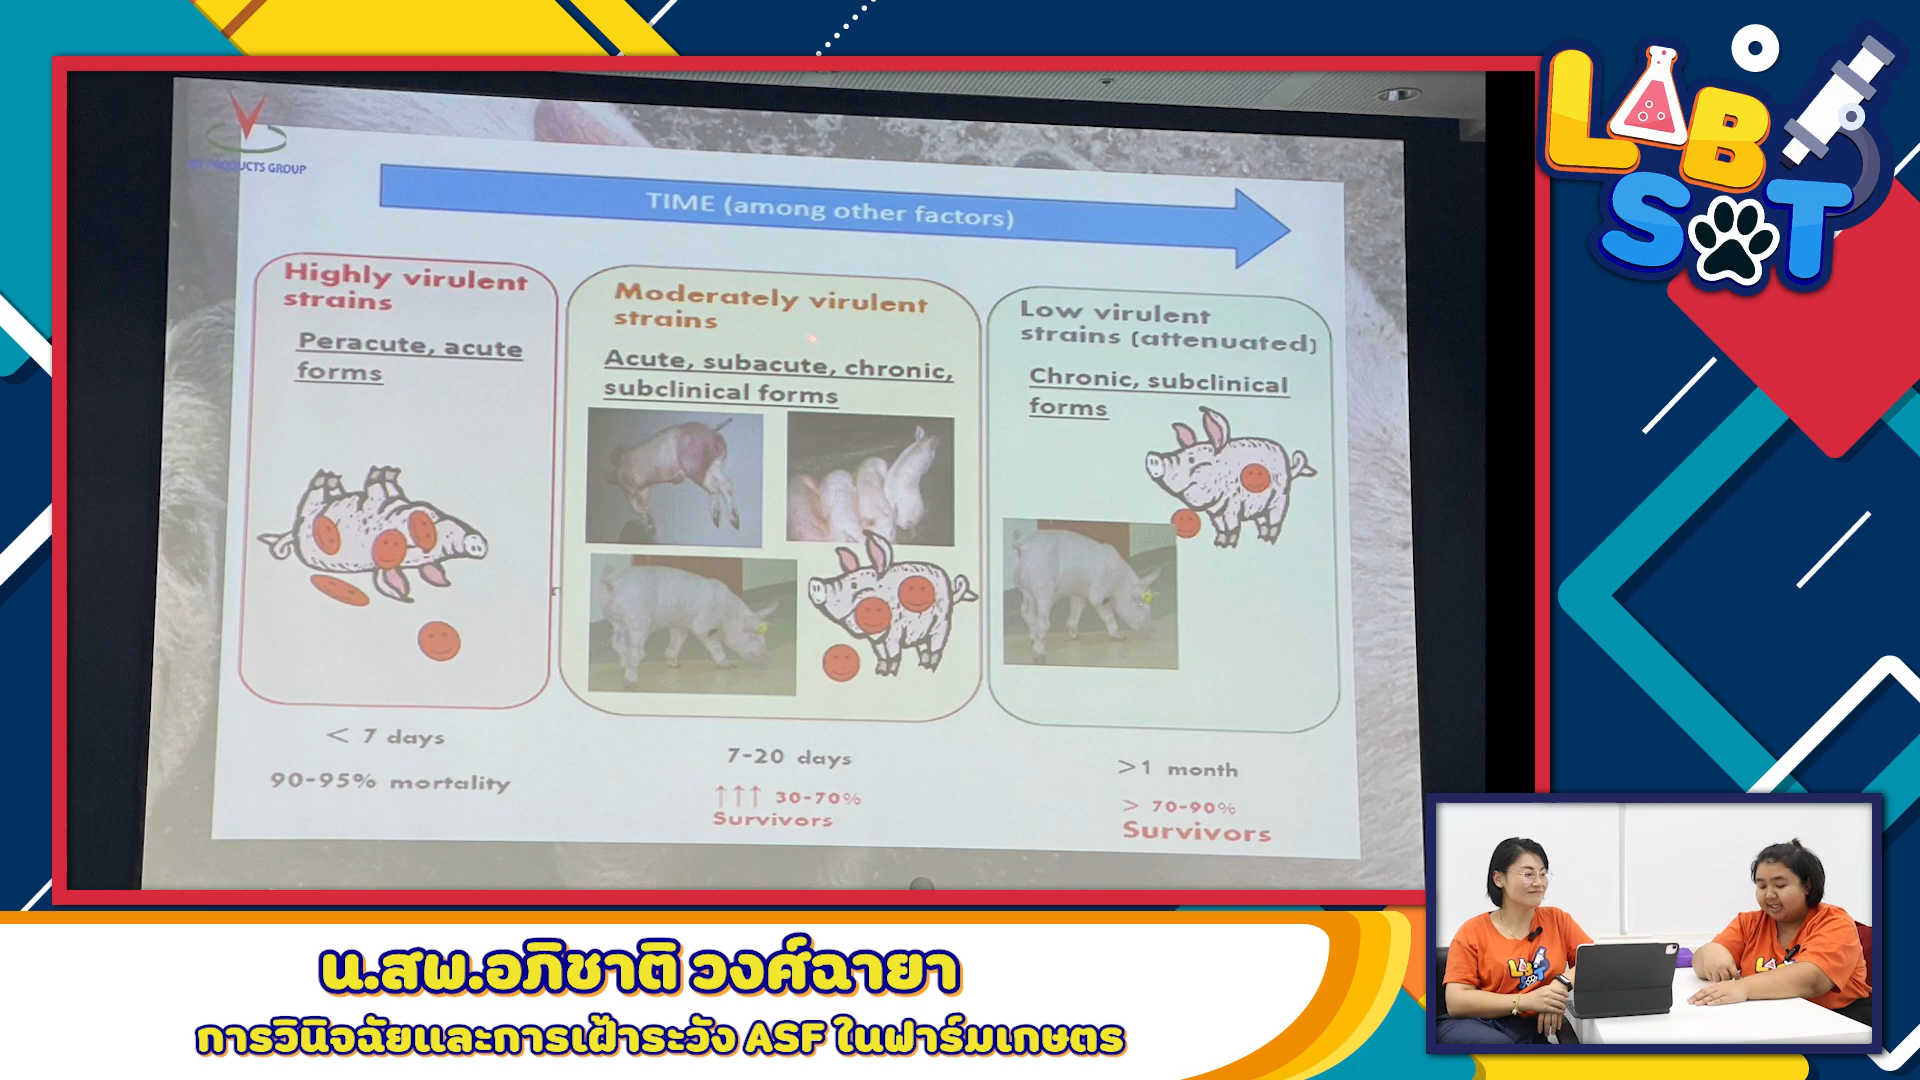 LAB
SOT
PRODUCTS GROUP
TIME (among other factors)
Highly virulent
strains
Peracute, acute
forms
< 7 days
90-95% mortality
Moderately virulent
strains
Acute, subacute, chronic,
subclinical forms
7-20 days
↑↑↑ 30-70%
Survivors
Low virulent
strains (attenuated)
Chronic, subclinical
forms
>1 month
> 70-90%
Survivors
น.สพ.อภิชาติ วงศ์ฉายา
การวินิจฉัยและการเฝ้าระวัง ASF ในฟาร์มเกษตร